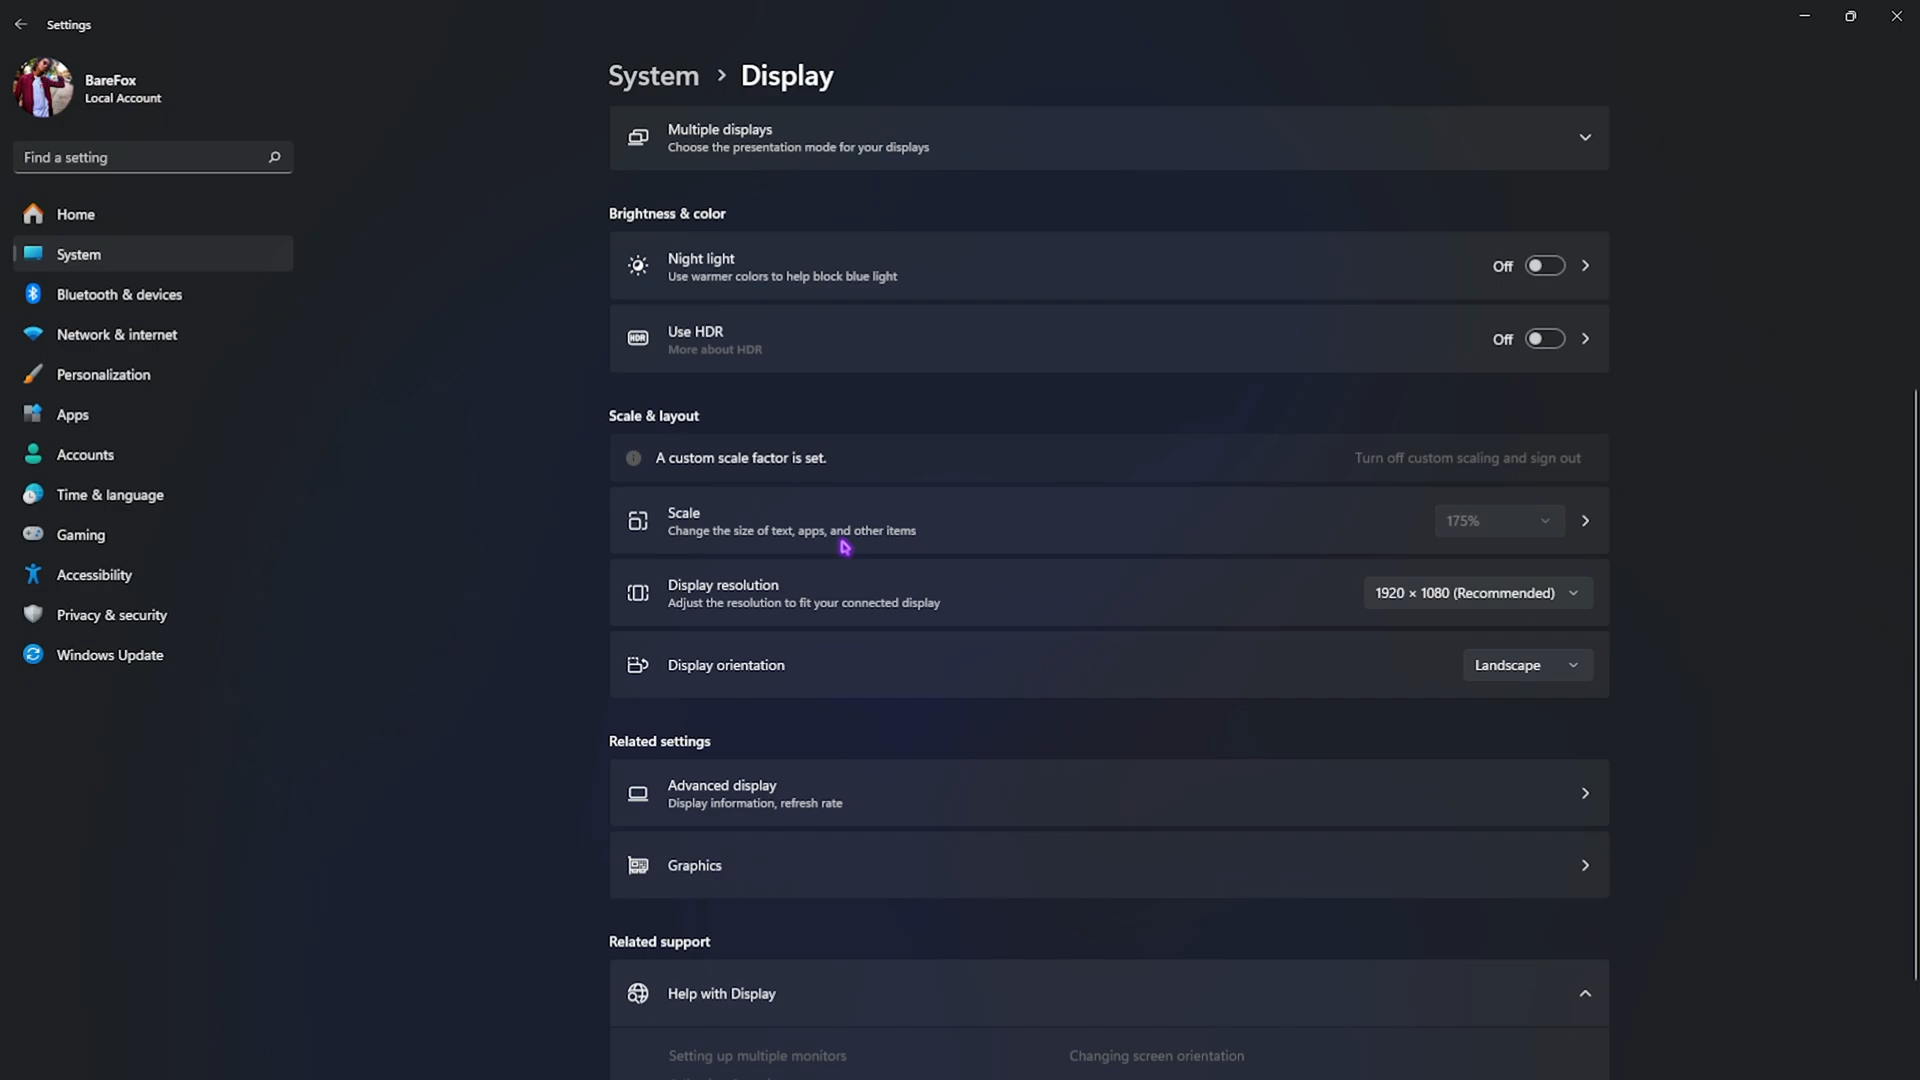 Settings
BareFox
Local Account
Find a setting
Home
System
Bluetooth & devices
Network & internet
Personalization
Apps
Accounts
Time & language
Gaming
Accessibility
Privacy & security
Windows Update
System > Display
Multiple displays
Choose the presentation mode for your displays
Brightness & color
Night light
Use warmer colors to help block blue light
Off
HDR
Use HDR
More about HDR
Off
Scale & layout
A custom scale factor is set.
Turn off custom scaling and sign out
Scale
Change the size of text, apps, and other items
175%
Display resolution
Adjust the resolution to fit your connected display
1920 × 1080 (Recommended)
Display orientation
Landscape
Related settings
Advanced display
Display information, refresh rate
Graphics
Related support
Help with Display
Setting up multiple monitors
Changing screen orientation